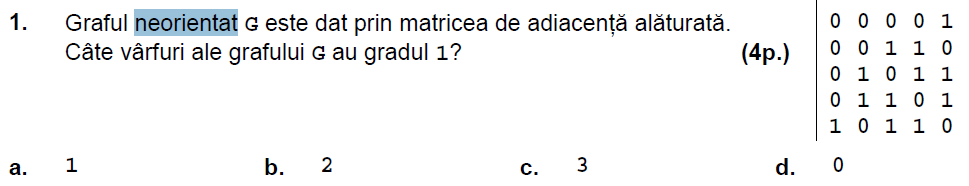 1. Graful neorientat G este dat prin matricea de adiacență alăturată.
Câte vârfuri ale grafului G au gradul 1? (4p.)
0 0 0 0 1
0 0 1 1 0
0 1 0 1 1
0 1 1 0 1
1 0 1 1 0
a. 1 b. 2 c. 3 d. 0